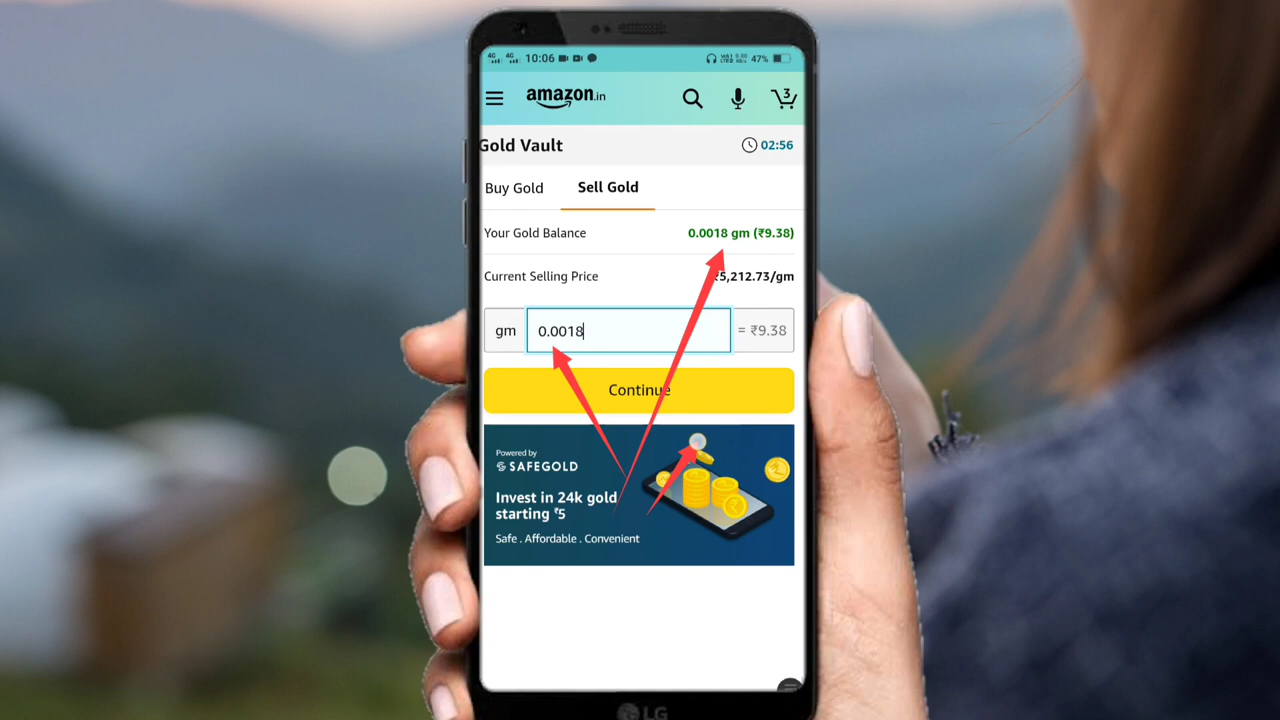 4G 4G 10:06 47%
amazon.in 3
Gold Vault 02:56
Buy Gold Sell Gold
Your Gold Balance 0.0018 gm (₹9.38)
Current Selling Price ₹5,212.73/gm
gm 0.0018 = ₹9.38
Continue
Powered by
SAFEGOLD
Invest in 24k gold
starting ₹5
Safe . Affordable . Convenient
LG